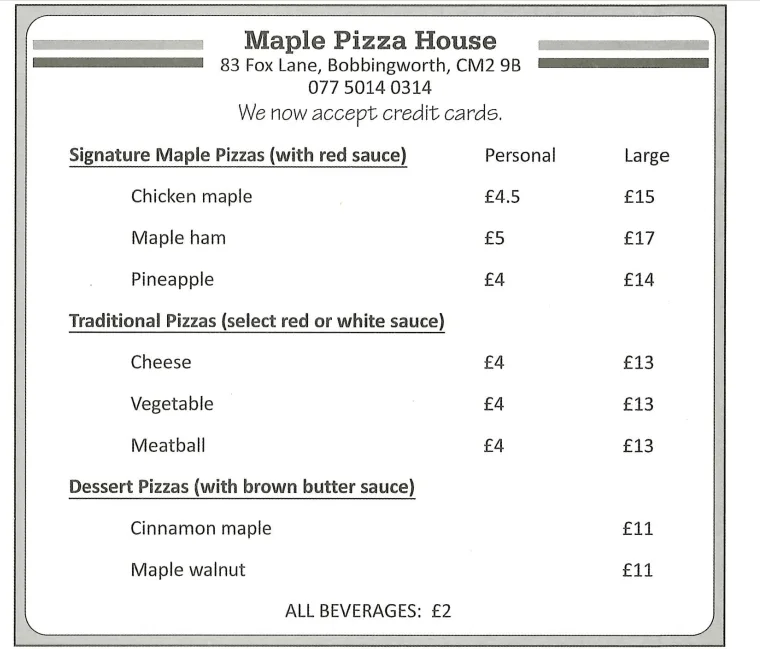 Maple Pizza House
83 Fox Lane, Bobbingworth, CM2 9B
077 5014 0314
We now accept credit cards.
Signature Maple Pizzas (with red sauce) Personal Large
Chicken maple £4.5 £15
Maple ham £5 £17
Pineapple £4 £14
Traditional Pizzas (select red or white sauce)
Cheese £4 £13
Vegetable £4 £13
Meatball £4 £13
Dessert Pizzas (with brown butter sauce)
Cinnamon maple £11
Maple walnut £11
ALL BEVERAGES: £2